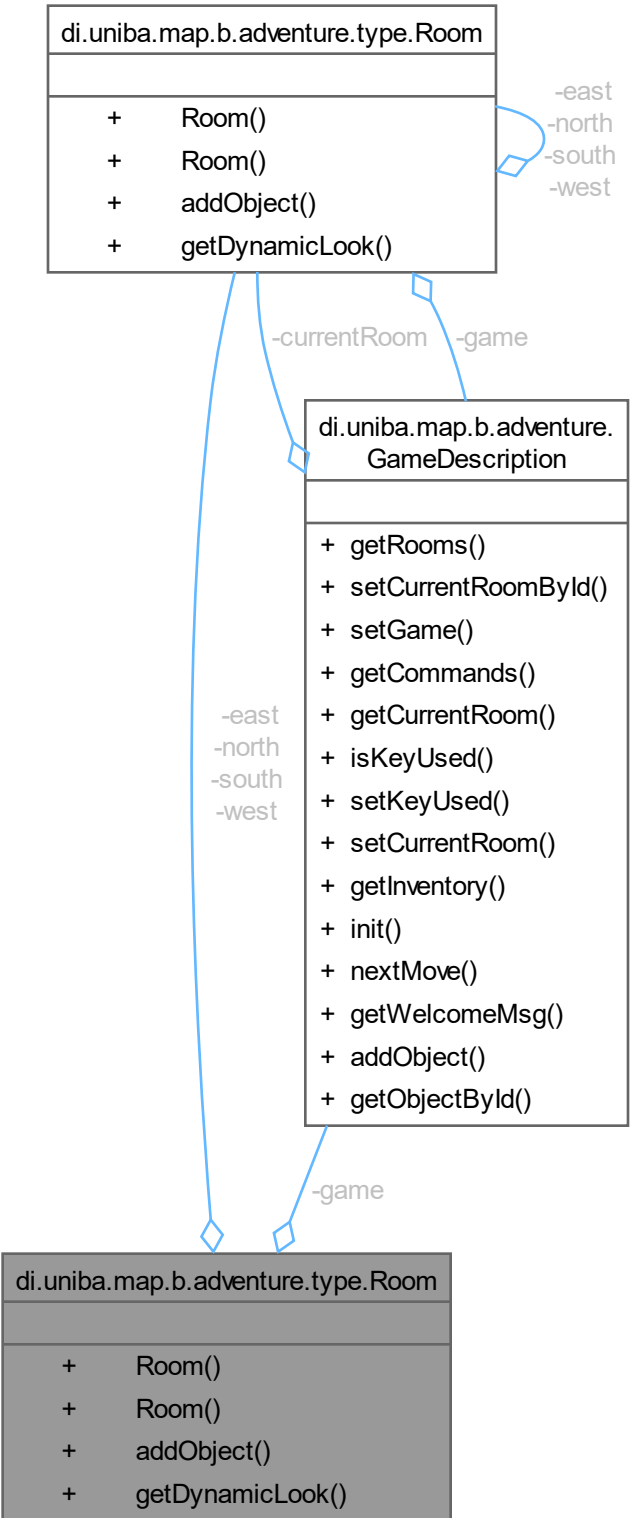 di.uniba.map.b.adventure.type.Room
+ Room()
+ Room()
+ addObject()
+ getDynamicLook()
-east
-north
-south
-west
-currentRoom
-game
di.uniba.map.b.adventure.
GameDescription
+ getRooms()
+ setCurrentRoomById()
+ setGame()
+ getCommands()
+ getCurrentRoom()
+ isKeyUsed()
+ setKeyUsed()
+ setCurrentRoom()
+ getInventory()
+ init()
+ nextMove()
+ getWelcomeMsg()
+ addObject()
+ getObjectById()
-east
-north
-south
-west
-game
di.uniba.map.b.adventure.type.Room
+ Room()
+ Room()
+ addObject()
+ getDynamicLook()